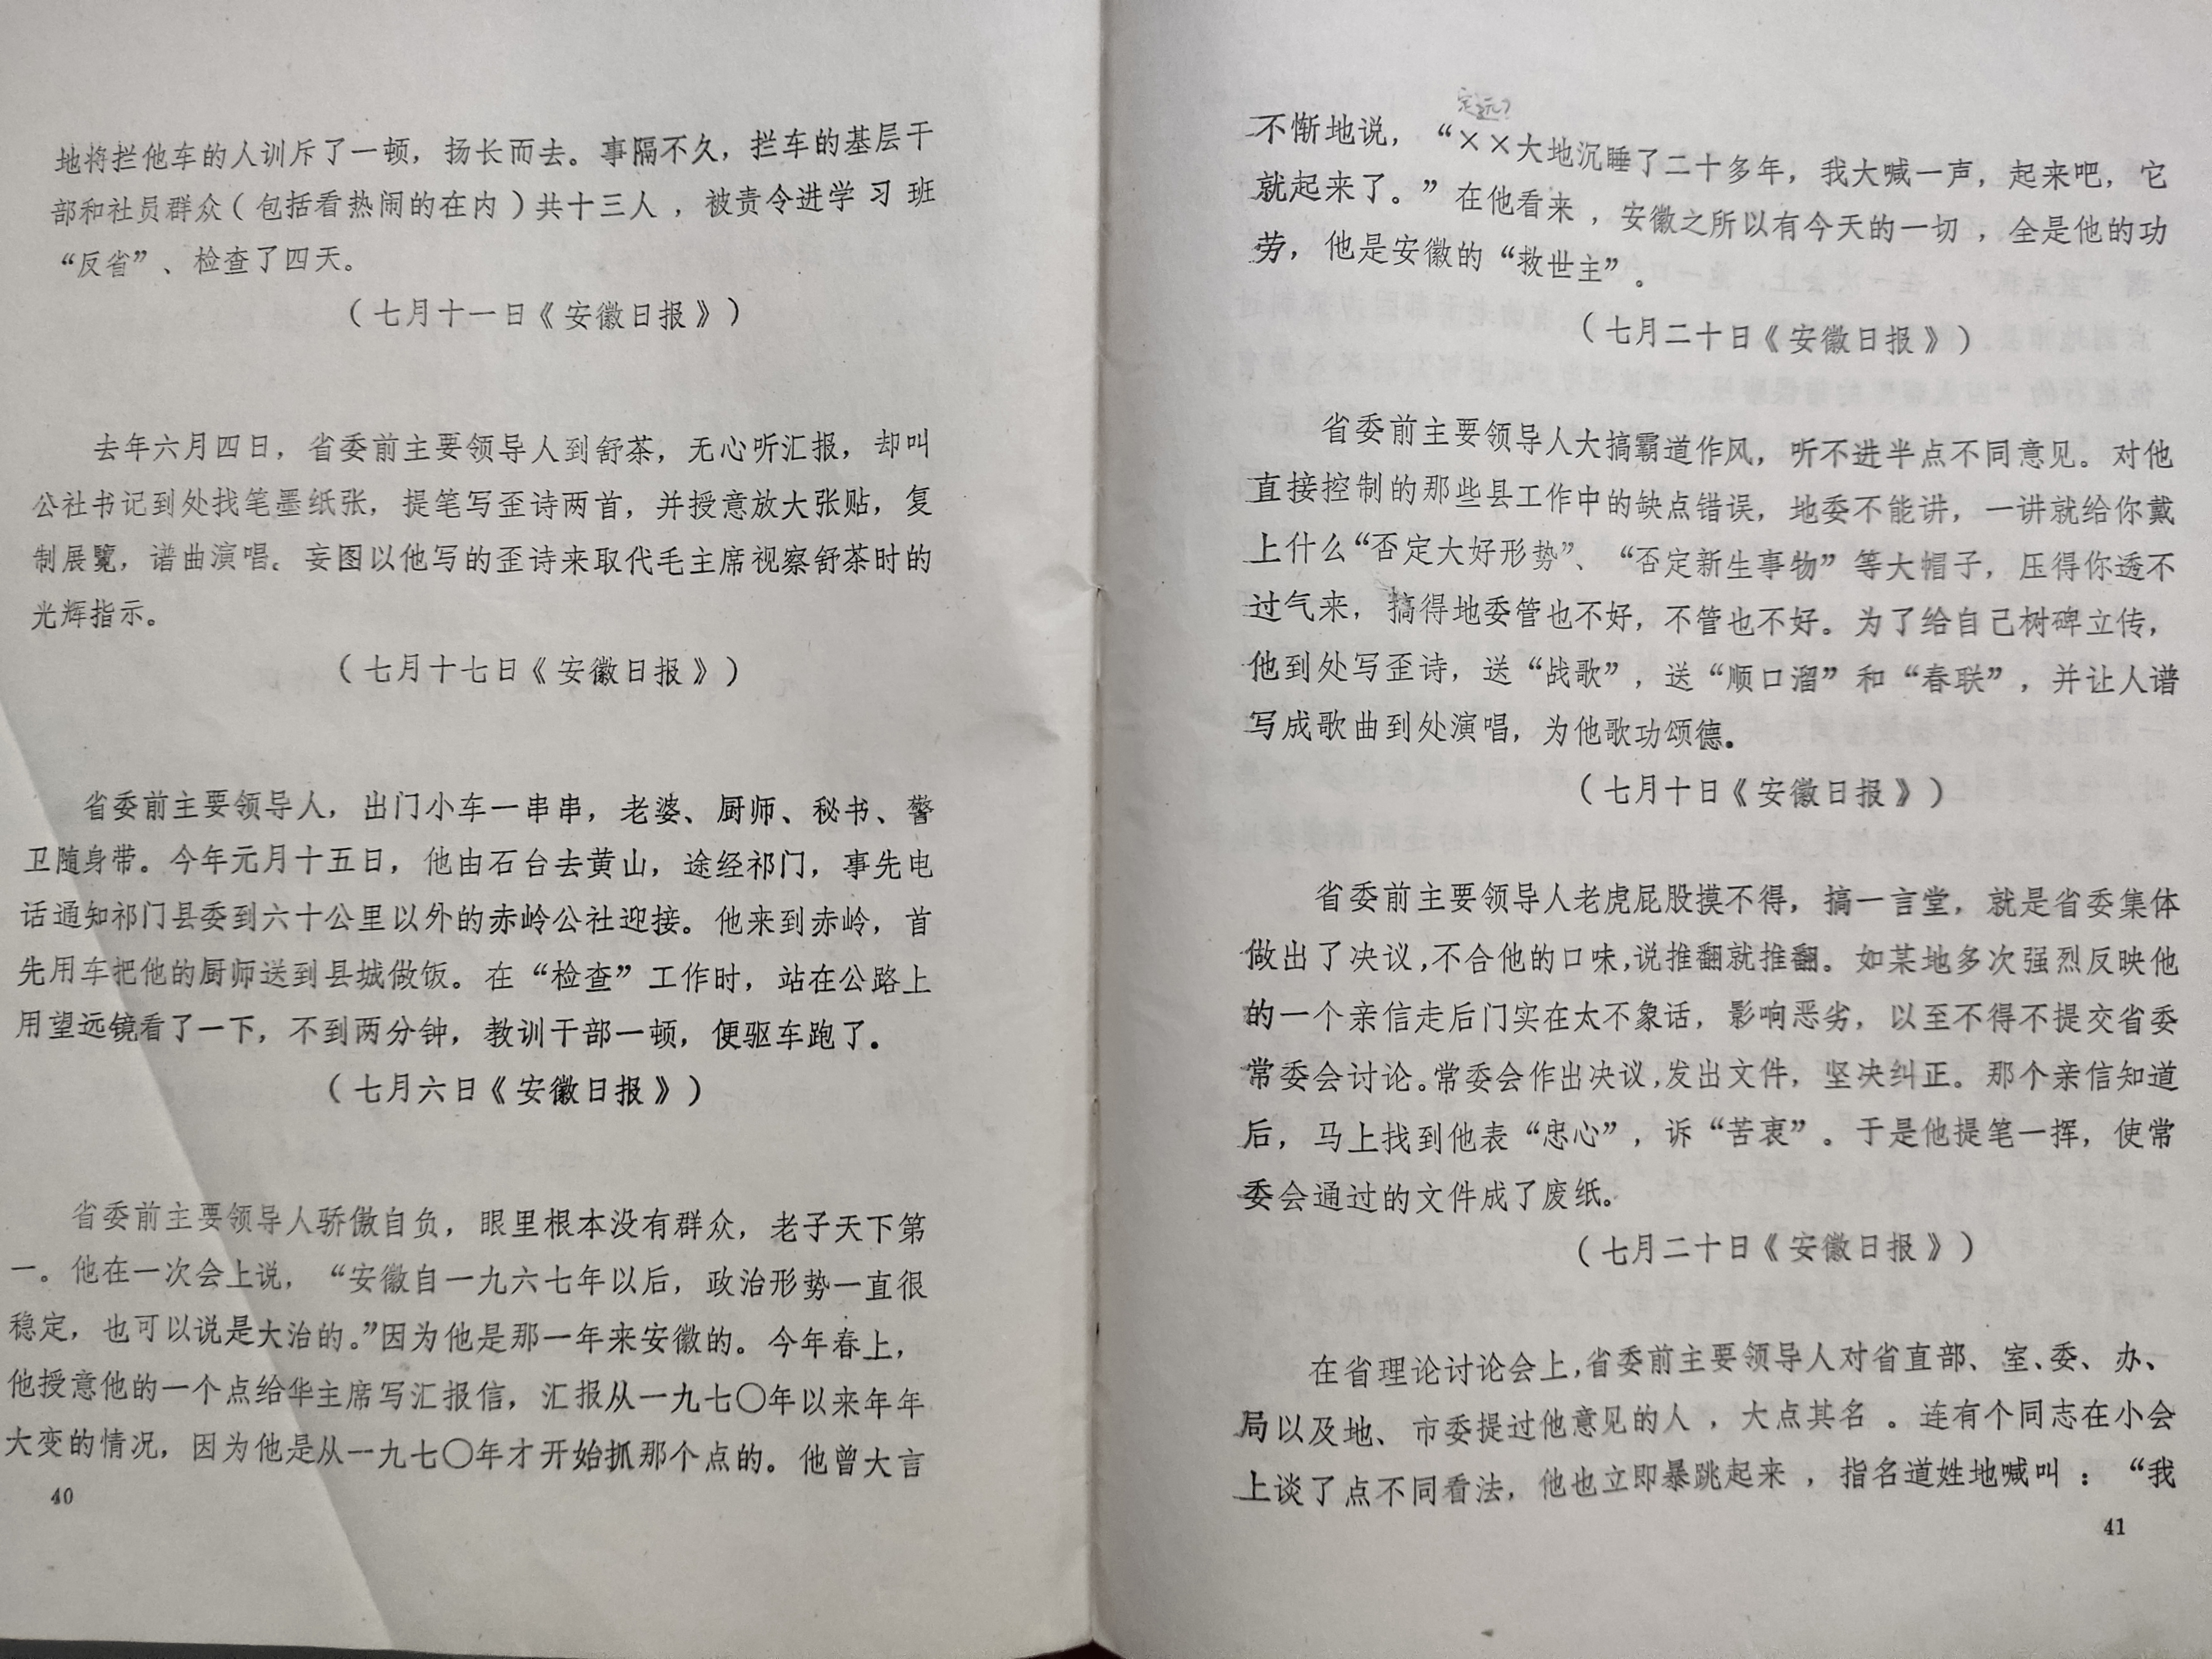 地将拦他车的人训斥了一顿，扬长而去。事隔不久，拦车的基层干
部和社员群众（包括看热闹的在内）共十三人，被责令进学习班
“反省”、检查了四天。
（七月十一日《安徽日报》）
去年六月四日，省委前主要领导人到舒茶，无心听汇报，却叫
公社书记到处找笔墨纸张，提笔写歪诗两首，并授意放大张贴，复
制展览，谱曲演唱。妄图以他写的歪诗来取代毛主席视察舒茶时的
光辉指示。
（七月十七日《安徽日报》）
省委前主要领导人，出门小车一串串，老婆、厨师、秘书、警
卫随身带。今年元月十五日，他由石台去黄山，途经祁门，事先电
话通知祁门县委到六十公里以外的赤岭公社迎接。他来到赤岭，首
先用车把他的厨师送到县城做饭。在“检查”工作时，站在公路上
用望远镜看了一下，不到两分钟，教训干部一顿，便驱车跑了。
（七月六日《安徽日报》）
省委前主要领导人骄傲自负，眼里根本没有群众，老子天下第
一。他在一次会上说，“安徽自一九六七年以后，政治形势一直很
稳定，也可以说是大治的。”因为他是那一年来安徽的。今年春上，
他授意他的一个点给华主席写汇报信，汇报从一九七〇年以来年年
大变的情况，因为他是从一九七〇年才开始抓那个点的。他曾大言
40
定远？
不惭地说，“××大地沉睡了二十多年，我大喊一声，起来吧，它
就起来了。”在他看来，安徽之所以有今天的一切，全是他的功
劳，他是安徽的“救世主”。
（七月二十日《安徽日报》）
省委前主要领导人大搞霸道作风，听不进半点不同意见。对他
直接控制的那些县工作中的缺点错误，地委不能讲，一讲就给你戴
上什么“否定大好形势”、“否定新生事物”等大帽子，压得你透不
过气来，搞得地委管也不好，不管也不好。为了给自己树碑立传，
他到处写歪诗，送“战歌”，送“顺口溜”和“春联”，并让人谱
写成歌曲到处演唱，为他歌功颂德。
（七月十日《安徽日报》）
省委前主要领导人老虎屁股摸不得，搞一言堂，就是省委集体
做出了决议，不合他的口味，说推翻就推翻。如某地多次强烈反映他
的一个亲信走后门实在太不象话，影响恶劣，以至不得不提交省委
常委会讨论。常委会作出决议，发出文件，坚决纠正。那个亲信知道
后，马上找到他表“忠心”，诉“苦衷”。于是他提笔一挥，使常
委会通过的文件成了废纸。
（七月二十日《安徽日报》）
在省理论讨论会上，省委前主要领导人对省直部、室、委、办、
局以及地、市委提过他意见的人，大点其名。连有个同志在小会
上谈了点不同看法，他也立即暴跳起来，指名道姓地喊叫：“我
41